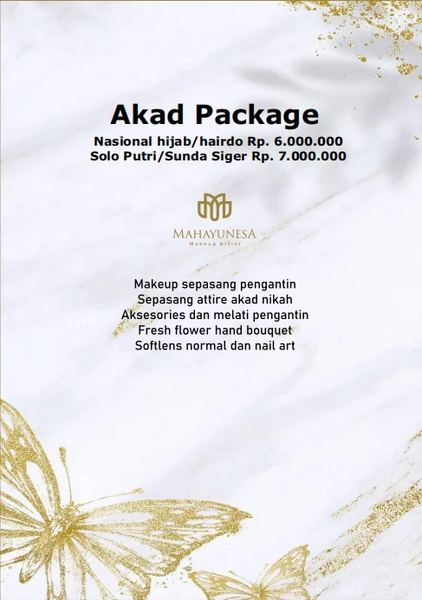 Akad Package
Nasional hijab/hairdo Rp. 6.000.000
Solo Putri/Sunda Siger Rp. 7.000.000
MAHAYUNESA
Makeup Artist
Makeup sepasang pengantin
Sepasang attire akad nikah
Aksesories dan melati pengantin
Fresh flower hand bouquet
Softlens normal dan nail art